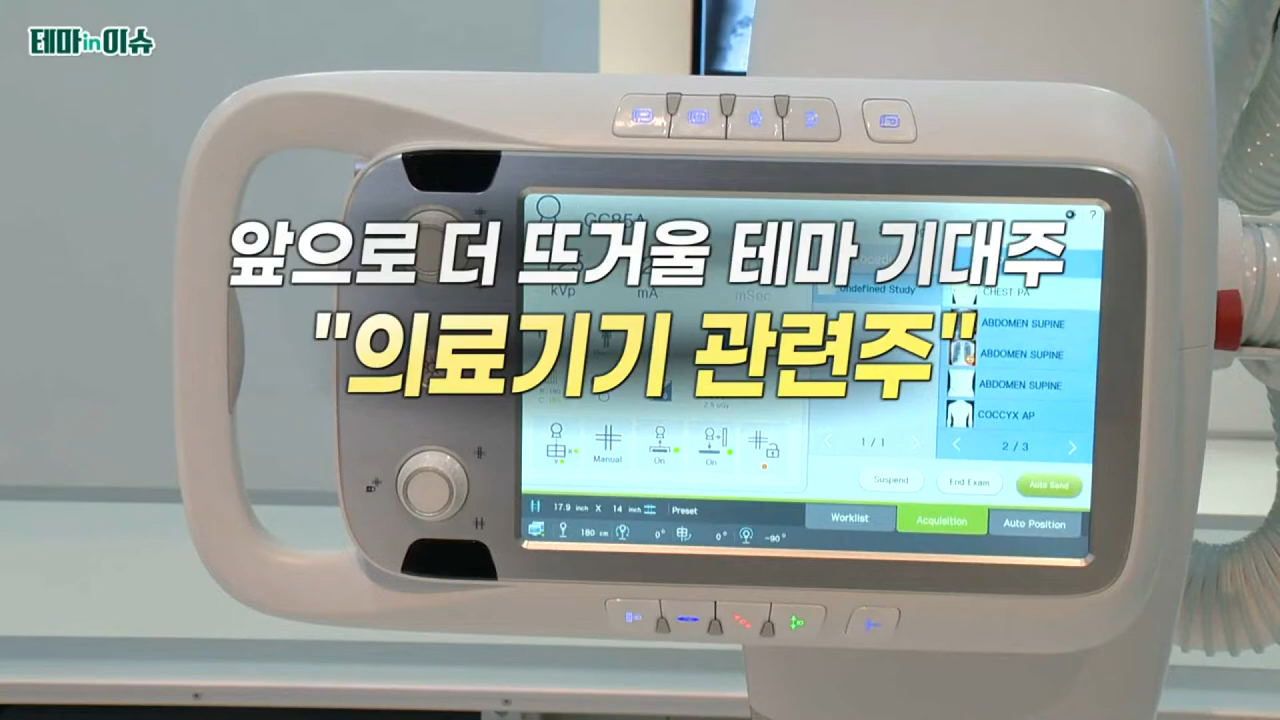 테마in이슈
앞으로 더 뜨거울 테마 기대주
"의료기기 관련주"
GC85A
?
kVp
mA
mSec
Undefined Study
CHEST PA
ABDOMEN SUPINE
ABDOMEN SUPINE
ABDOMEN SUPINE
COCCYX AP
Manual
On
On
1 / 1
2 / 3
Suspend
End Exam
Auto Send
17.9 inch X 14 inch
Preset
180 cm
0°
0°
-90°
Worklist
Acquisition
Auto Position